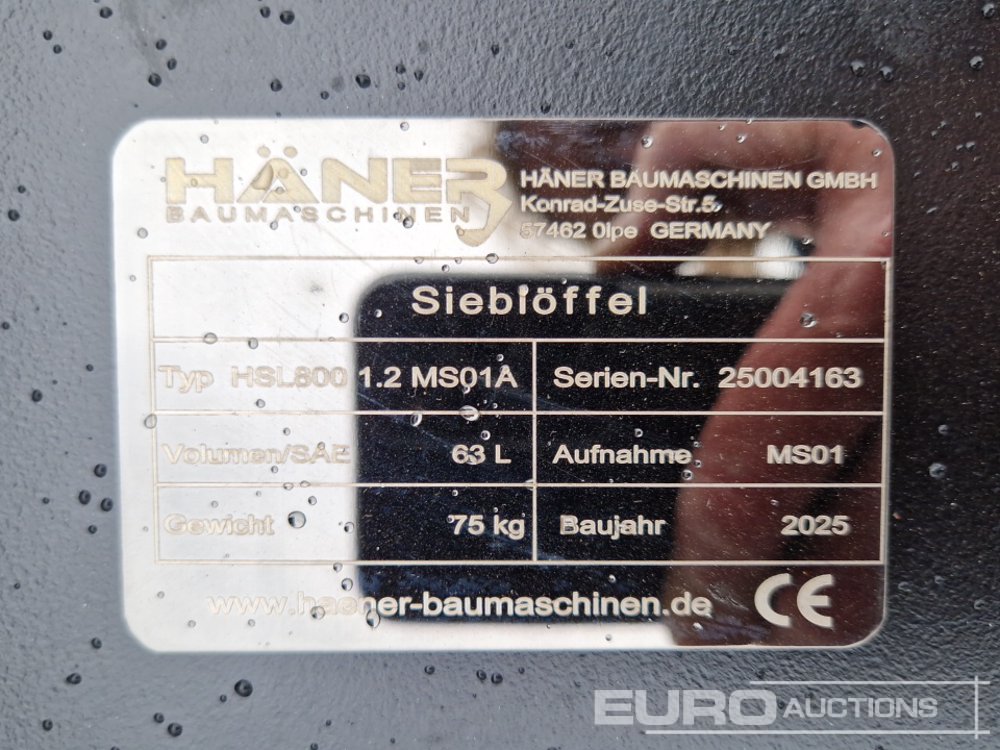 HÄNER
BAUMASCHINEN
HÄNER BAUMASCHINEN GMBH
Konrad-Zuse-Str.5,
57462 Olpe GERMANY
Sieblöffel
Typ HSL800 1.2 MS01A
Serien-Nr. 25004163
Volumen/SAE 63 L
Aufnahme MS01
Gewicht 75 kg
Baujahr 2025
www.haener-baumaschinen.de CE
EURO AUCTIONS